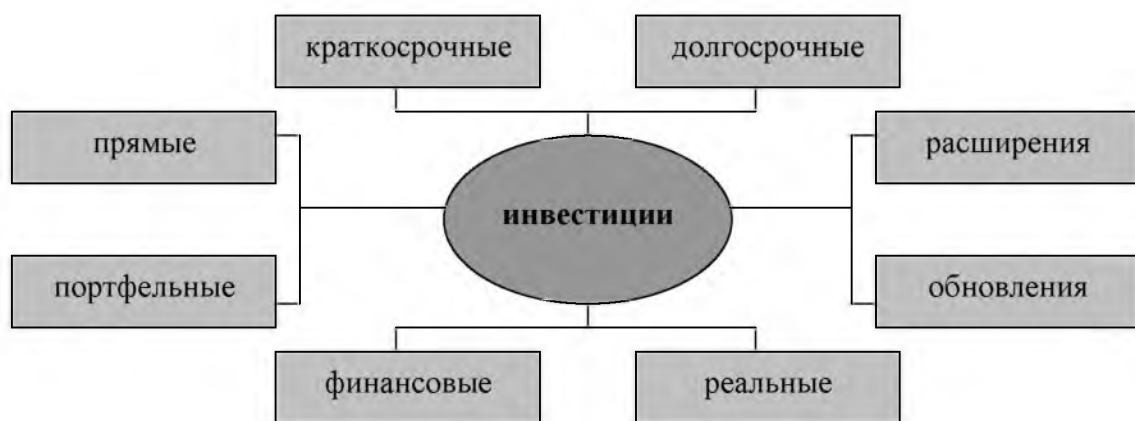 краткосрочные
долгосрочные
прямые
расширения
инвестиции
портфельные
обновления
финансовые
реальные